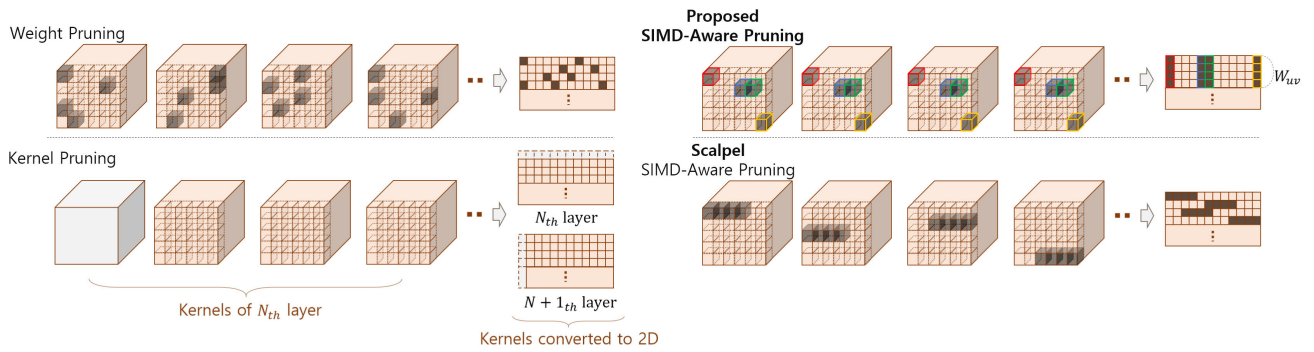 Weight Pruning
Kernel Pruning
N_th layer
N + 1_th layer
Kernels of N_th layer
Kernels converted to 2D
Proposed
SIMD-Aware Pruning
W_uv
Scalpel
SIMD-Aware Pruning